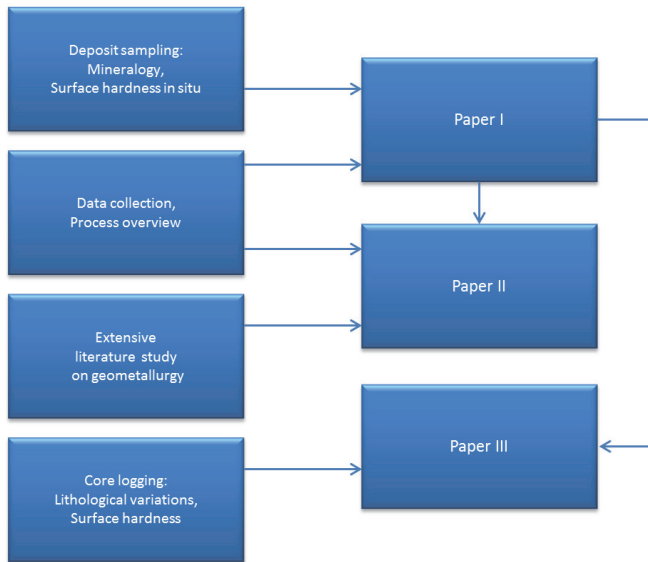 Deposit sampling:
Mineralogy,
Surface hardness in situ
Paper I
Data collection,
Process overview
Paper II
Extensive
literature study
on geometallurgy
Paper III
Core logging:
Lithological variations,
Surface hardness